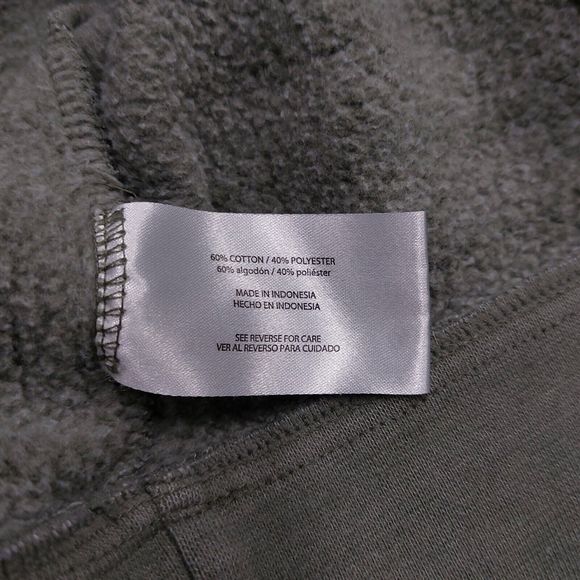 60% COTTON / 40% POLYESTER
60% algodón / 40% poliéster
MADE IN INDONESIA
HECHO EN INDONESIA
SEE REVERSE FOR CARE
VER AL REVERSO PARA CUIDADO